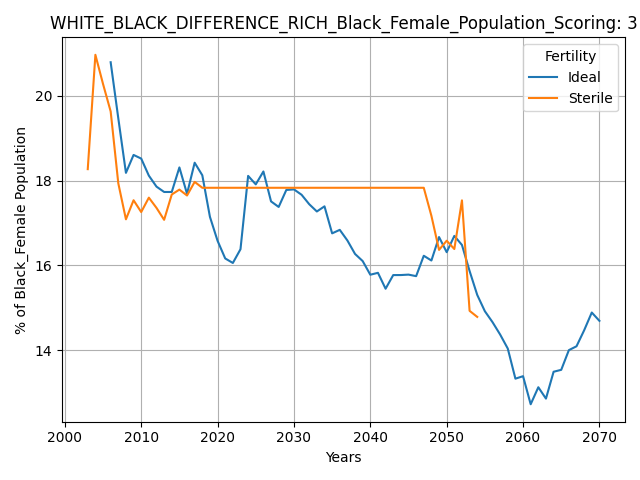 WHITE_BLACK_DIFFERENCE_RICH_Black_Female_Population_Scoring: 3
Fertility
Ideal
Sterile
% of Black_Female Population
20
18
16
14
2000 2010 2020 2030 2040 2050 2060 2070
Years